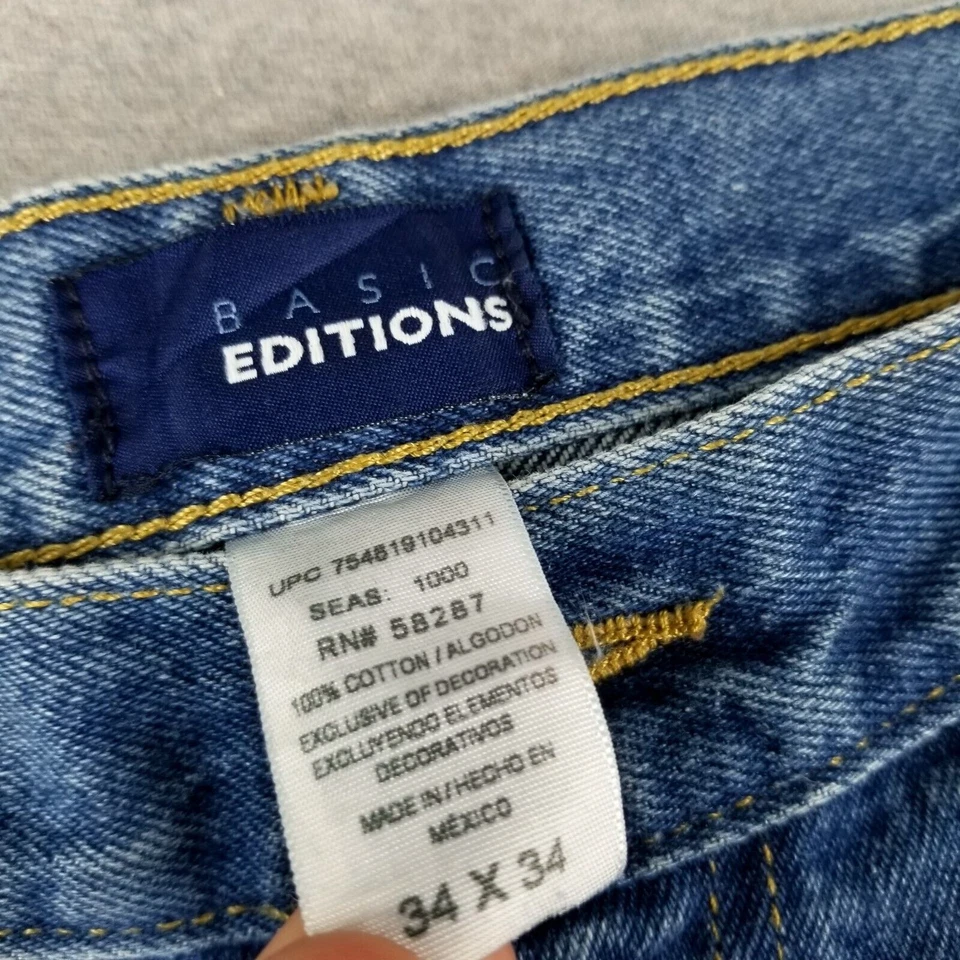 BASIC
EDITIONS
UPC 754819104311
SEAS: 1000
RN# 58287
100% COTTON / ALGODON
EXCLUSIVE OF DECORATION
EXCLUYENDO ELEMENTOS
DECORATIVOS
MADE IN / HECHO EN
MÉXICO
34 X 34